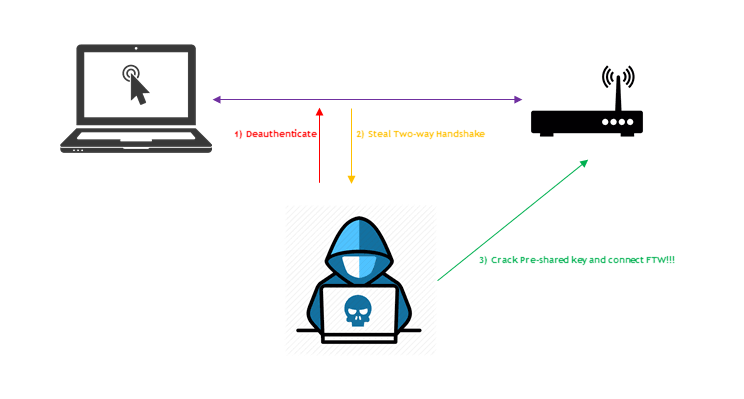 1) Deauthenticate
2) Steal Two-way Handshake
3) Crack Pre-shared key and connect FTW!!!